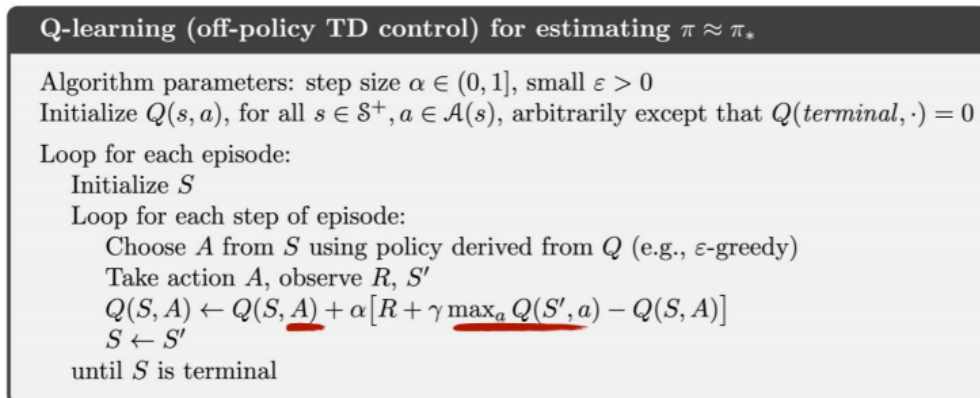 Q-learning (off-policy TD control) for estimating π ≈ π*
Algorithm parameters: step size α ∈ (0, 1], small ε > 0
Initialize Q(s, a), for all s ∈ S⁺, a ∈ A(s), arbitrarily except that Q(terminal, ·) = 0
Loop for each episode:
Initialize S
Loop for each step of episode:
Choose A from S using policy derived from Q (e.g., ε-greedy)
Take action A, observe R, S′
Q(S, A) ← Q(S, A) + α[R + γ maxₐ Q(S′, a) − Q(S, A)]
S ← S′
until S is terminal